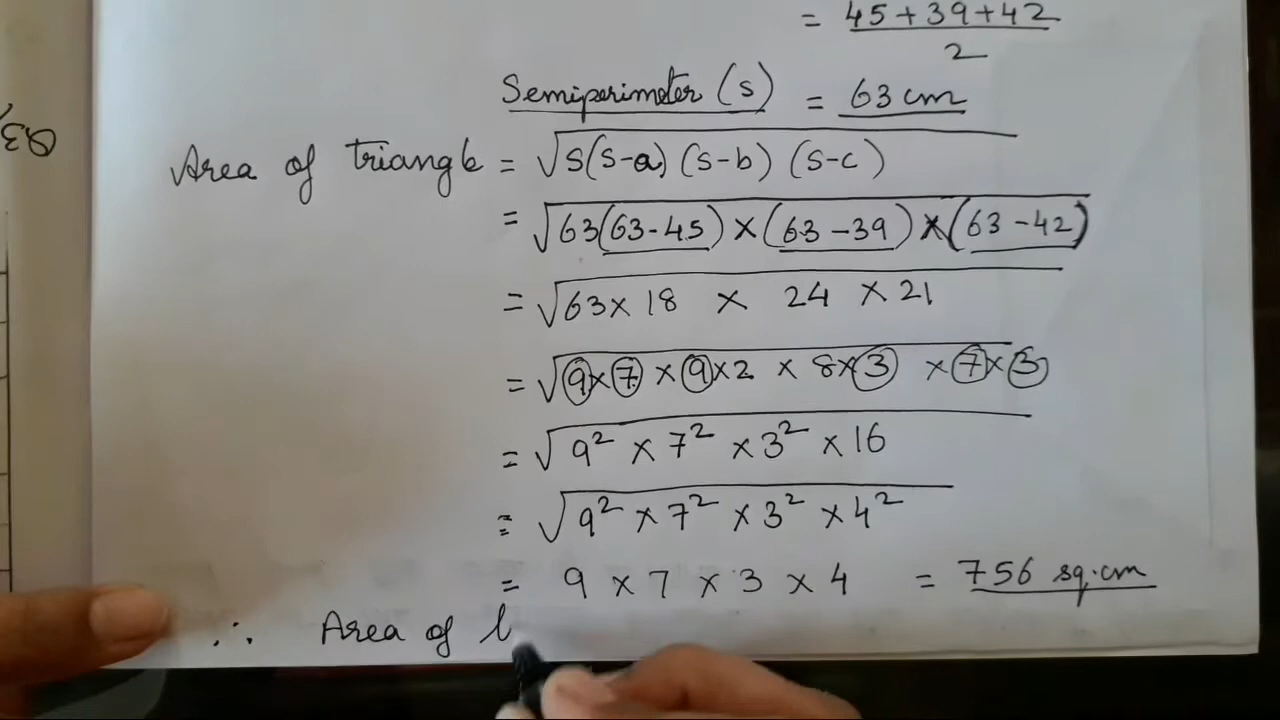 = 45+39+42
2
Semiperimeter (s) = 63 cm
Area of triangle = √s(s-a) (s-b) (s-c)
= √63(63-45) × (63-39) × (63-42)
= √63 × 18 × 24 × 21
= √9×7 × 9×2 × 8×3 × 7×3
= √9² × 7² × 3² × 16
= √9² × 7² × 3² × 4²
= 9 × 7 × 3 × 4 = 756 sq.cm
∴ Area of l
Q3,